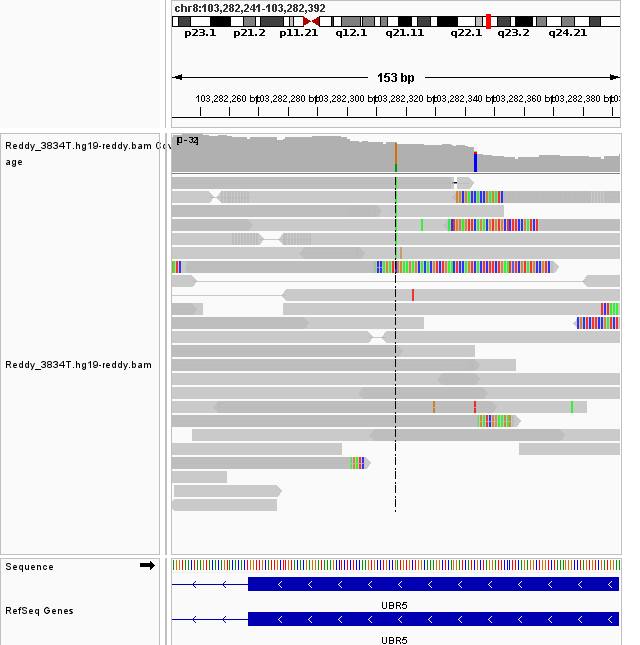 chr8:103,282,241-103,282,392
p23.1 p21.2 p11.21 q12.1 q21.11 q22.1 q23.2 q24.21
153 bp
103,282,260 bp 103,282,280 bp 103,282,300 bp 103,282,320 bp 103,282,340 bp 103,282,360 bp 103,282,380 bp
Reddy_3834T.hg19-reddy.bam Cov
age
[0 - 32]
Reddy_3834T.hg19-reddy.bam
Sequence
UBR5
RefSeq Genes
UBR5